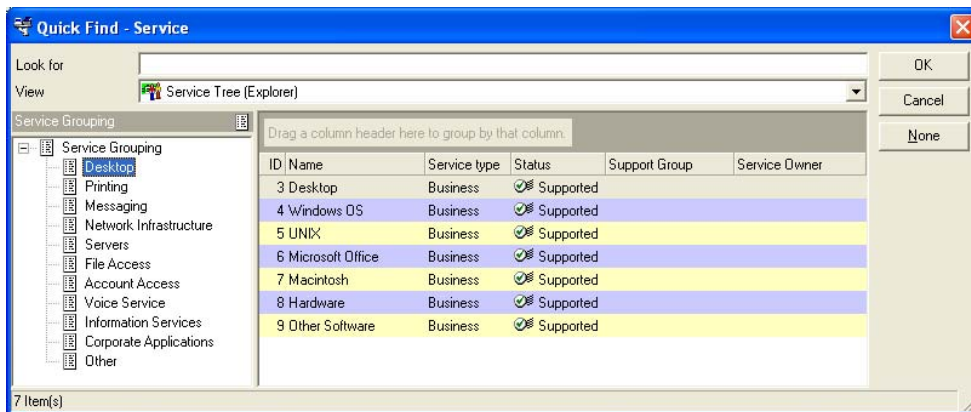 Quick Find - Service
Look for
OK
View
Service Tree (Explorer)
Cancel
None
Service Grouping
Service Grouping
Desktop
Printing
Messaging
Network Infrastructure
Servers
File Access
Account Access
Voice Service
Information Services
Corporate Applications
Other
Drag a column header here to group by that column.
ID Name Service type Status Support Group Service Owner
3 Desktop Business Supported
4 Windows OS Business Supported
5 UNIX Business Supported
6 Microsoft Office Business Supported
7 Macintosh Business Supported
8 Hardware Business Supported
9 Other Software Business Supported
7 Item(s)